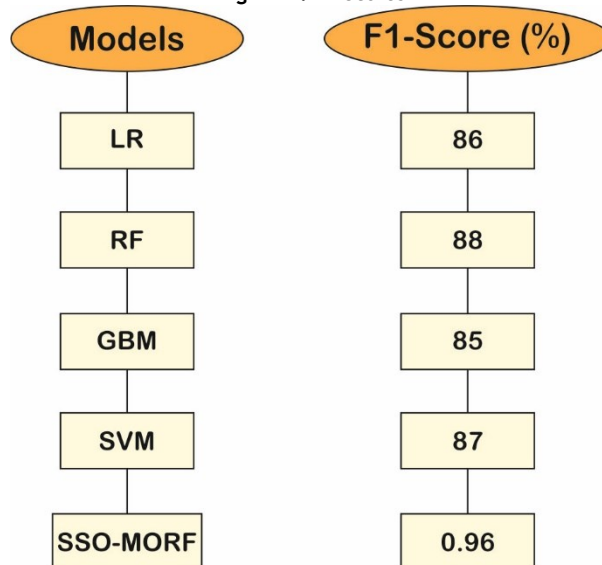 Models
F1-Score (%)
LR
86
RF
88
GBM
85
SVM
87
SSO-MORF
0.96